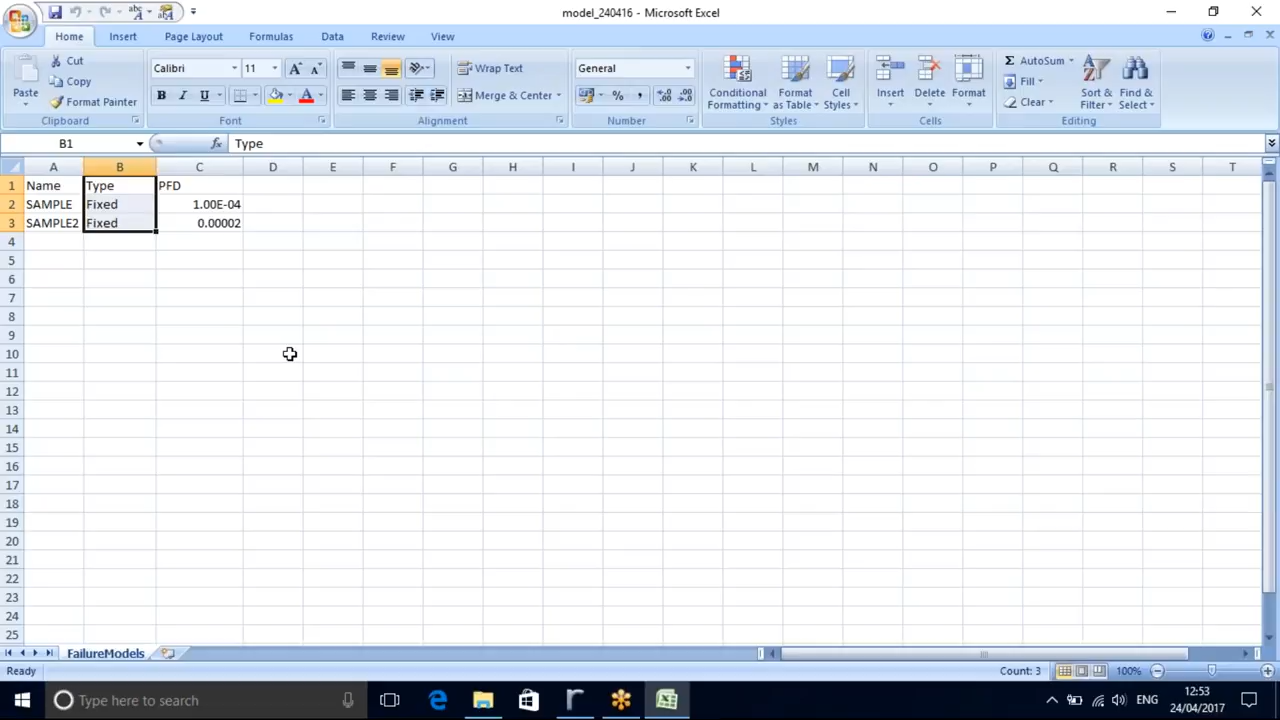 model_240416 - Microsoft Excel
Home Insert Page Layout Formulas Data Review View
Paste Cut Calibri 11 Wrap Text General Conditional Formatting Format as Table Cell Styles Insert Delete Format AutoSum Sort & Filter Find & Select
Copy Fill
Format Painter B I U Merge & Center % , Clear
Clipboard Font Alignment Number Styles Cells Editing
B1 fx Type
A B C D E F G H I J K L M N O P Q R S T
1 Name Type PFD
2 SAMPLE Fixed 1.00E-04
3 SAMPLE2 Fixed 0.00002
4
5
6
7
8
9
10
11
12
13
14
15
16
17
18
19
20
21
22
23
24
25
FailureModels
Ready Count: 3 100%
Type here to search ENG 12:53
24/04/2017